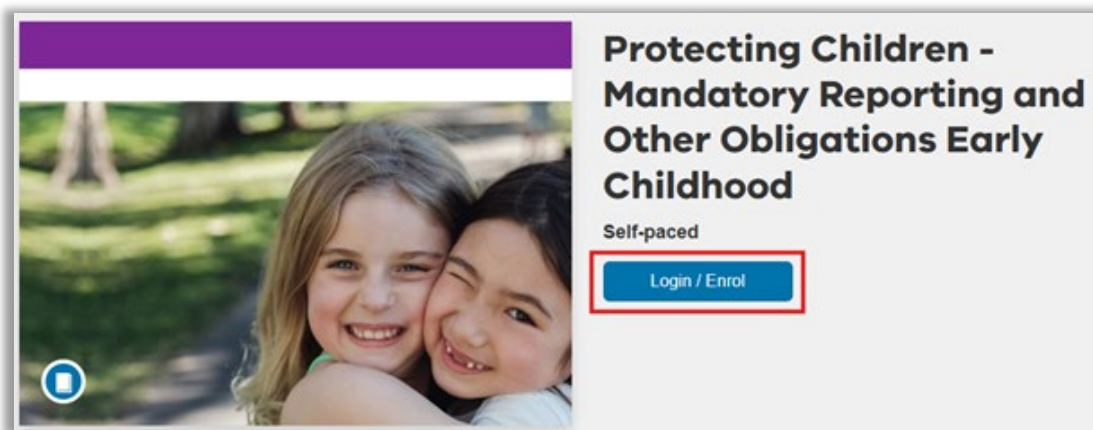 Protecting Children -
Mandatory Reporting and
Other Obligations Early
Childhood
Self-paced
Login / Enrol